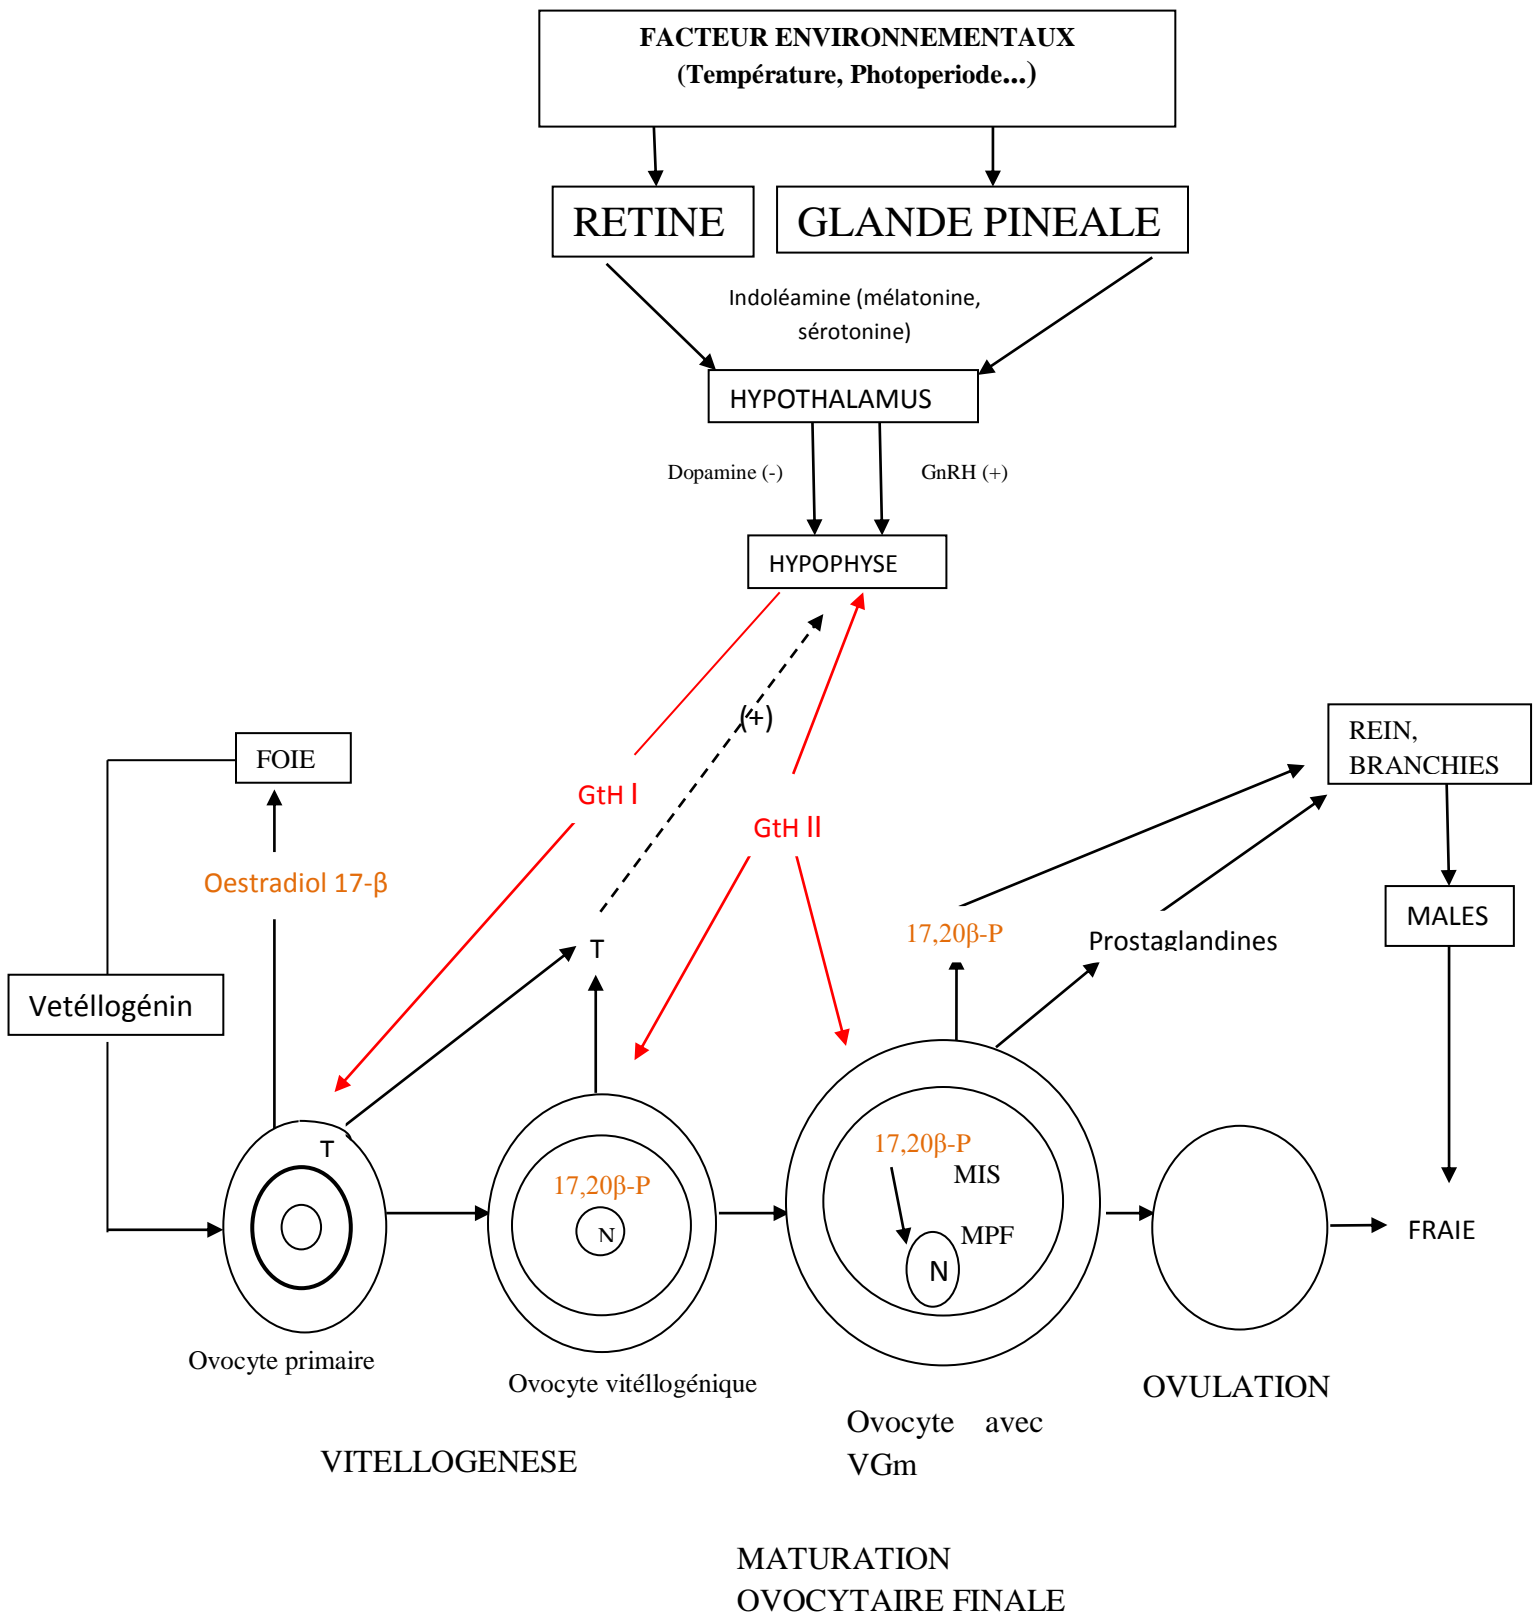 FACTEUR ENVIRONNEMENTAUX
(Température, Photoperiode...)
RETINE
GLANDE PINEALE
Indoléamine (mélatonine,
sérotonine)
HYPOTHALAMUS
Dopamine (-)
GnRH (+)
HYPOPHYSE
(+)
REIN,
BRANCHIES
FOIE
GtH I
GtH II
Oestradiol 17-β
MALES
17,20β-P
Prostaglandines
T
Vetéllogénin
T
17,20β-P
MIS
17,20β-P
N
MPF
N
FRAIE
Ovocyte primaire
Ovocyte vitéllogénique
OVULATION
Ovocyte avec
VGm
VITELLOGENESE
MATURATION
OVOCYTAIRE FINALE